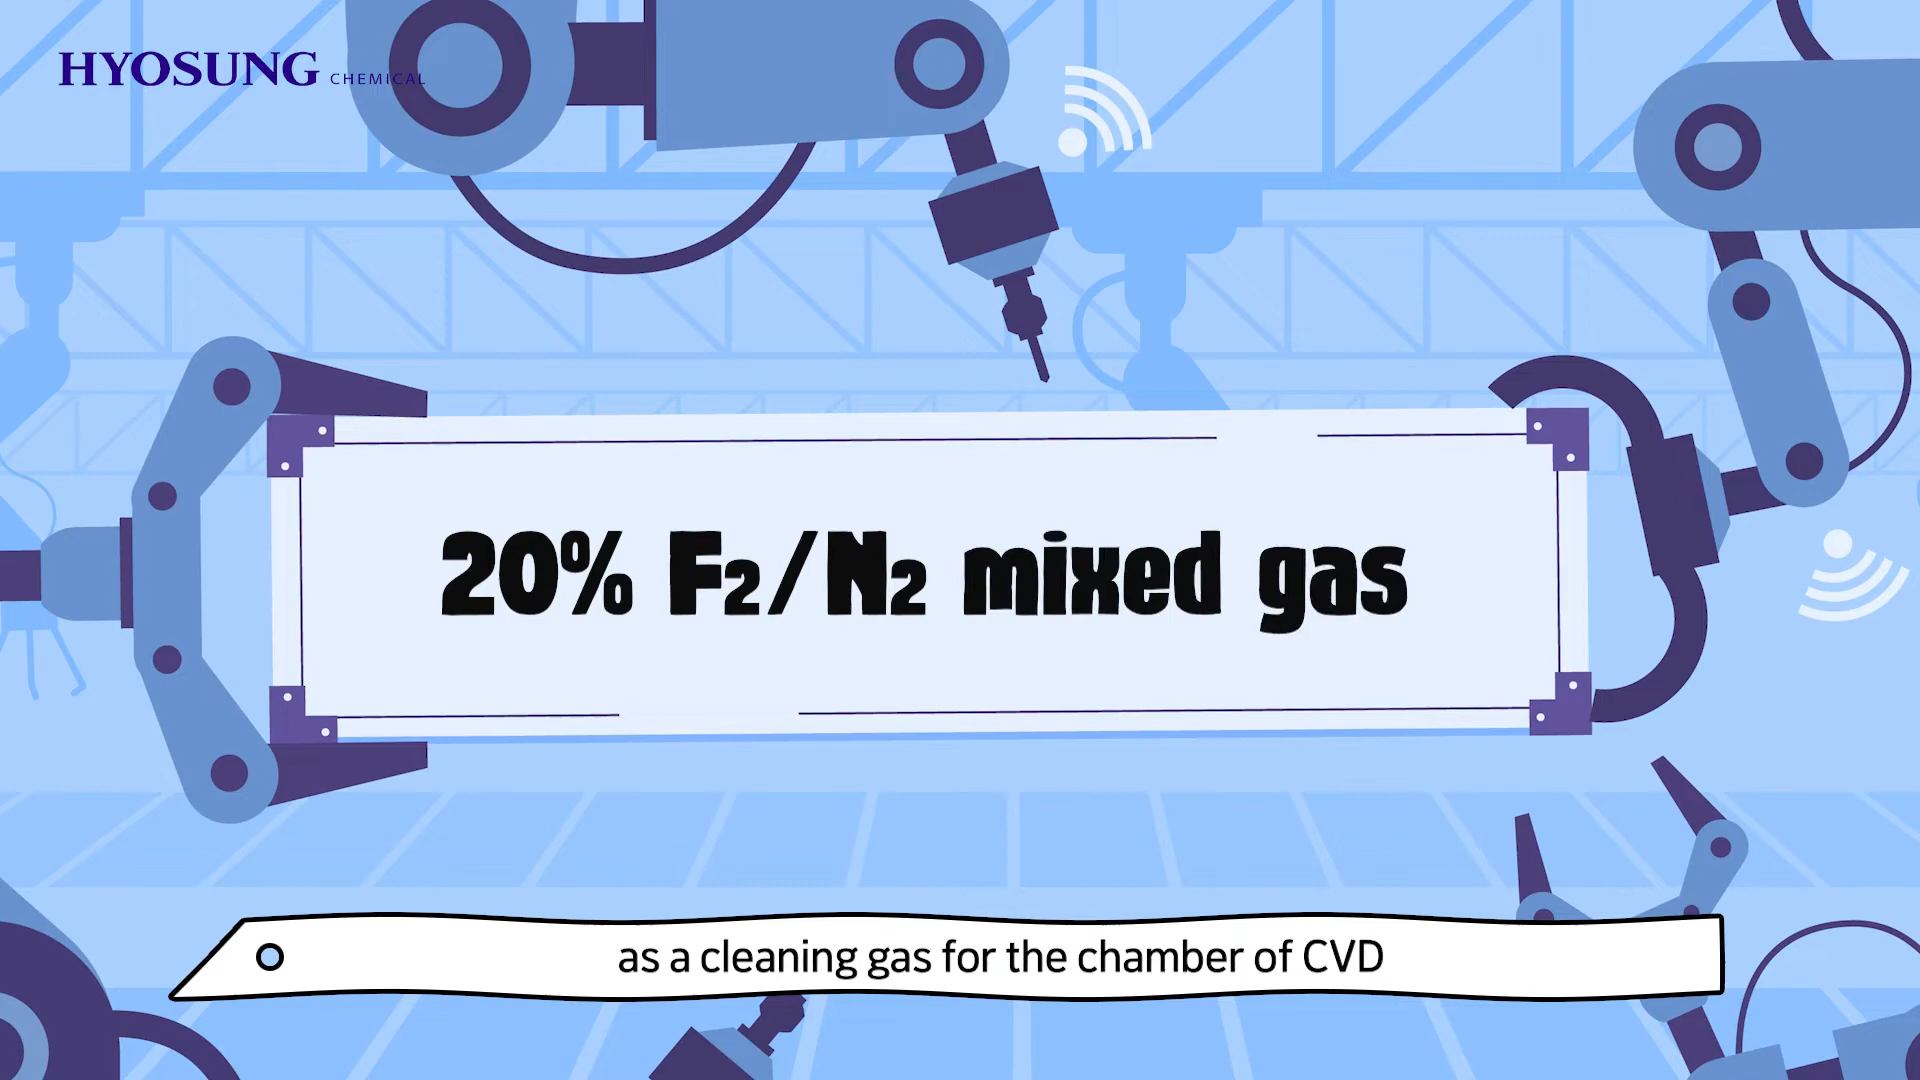 HYOSUNG CHEMICAL
20% F₂/N₂ mixed gas
as a cleaning gas for the chamber of CVD